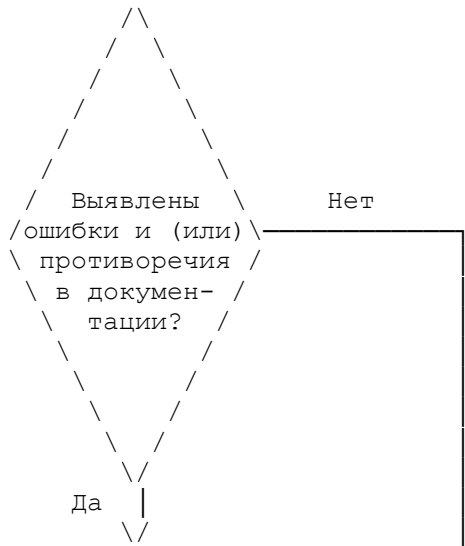 Выявлены
Нет
ошибки и (или)
противоречия
в докумен-
тации?
Да